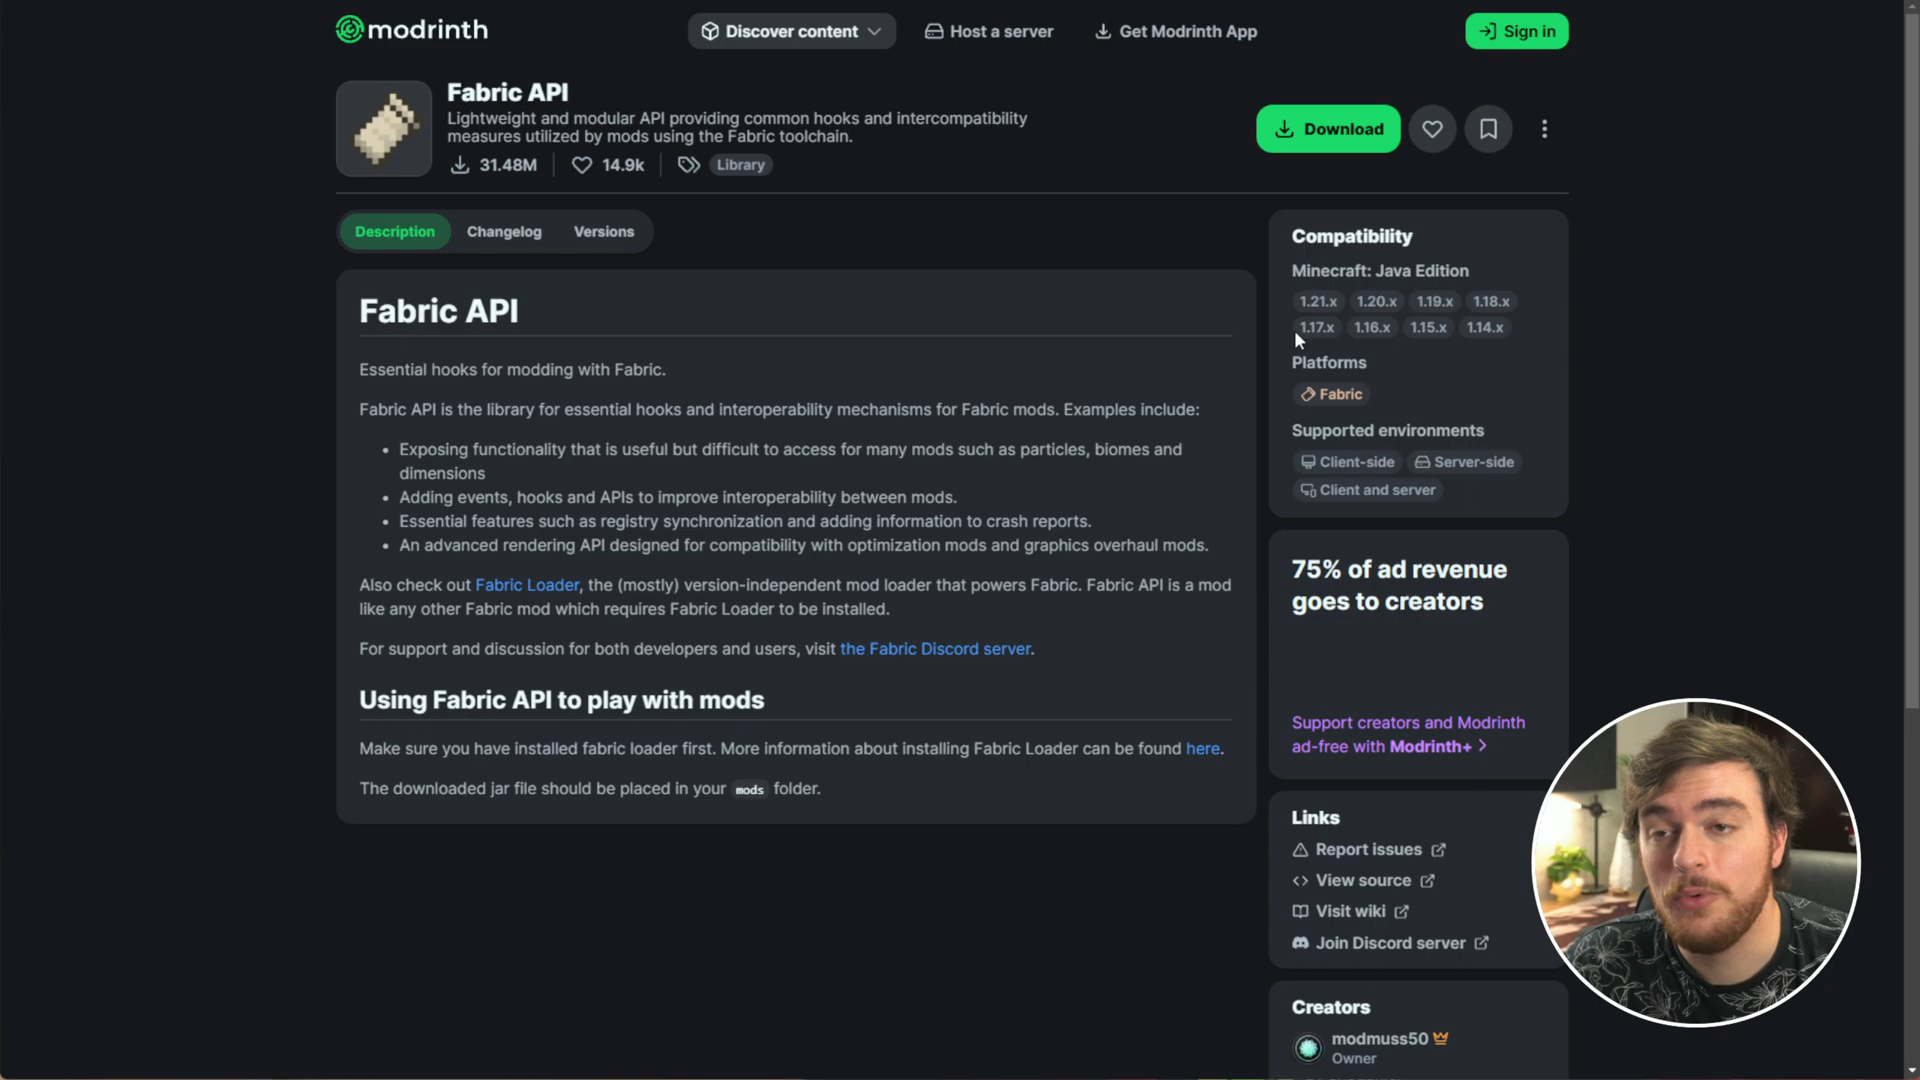 modrinth
Discover content
Host a server
Get Modrinth App
Sign in
Fabric API
Lightweight and modular API providing common hooks and intercompatibility
measures utilized by mods using the Fabric toolchain.
31.48M
14.9k
Library
Download
Description
Changelog
Versions
Fabric API
Essential hooks for modding with Fabric.
Fabric API is the library for essential hooks and interoperability mechanisms for Fabric mods. Examples include:
• Exposing functionality that is useful but difficult to access for many mods such as particles, biomes and
dimensions
• Adding events, hooks and APIs to improve interoperability between mods.
• Essential features such as registry synchronization and adding information to crash reports.
• An advanced rendering API designed for compatibility with optimization mods and graphics overhaul mods.
Also check out Fabric Loader, the (mostly) version-independent mod loader that powers Fabric. Fabric API is a mod
like any other Fabric mod which requires Fabric Loader to be installed.
For support and discussion for both developers and users, visit the Fabric Discord server.
Using Fabric API to play with mods
Make sure you have installed fabric loader first. More information about installing Fabric Loader can be found here.
The downloaded jar file should be placed in your mods folder.
Compatibility
Minecraft: Java Edition
1.21.x 1.20.x 1.19.x 1.18.x
1.17.x 1.16.x 1.15.x 1.14.x
Platforms
Fabric
Supported environments
Client-side Server-side
Client and server
75% of ad revenue
goes to creators
Support creators and Modrinth
ad-free with Modrinth+
Links
Report issues
View source
Visit wiki
Join Discord server
Creators
modmuss50
Owner